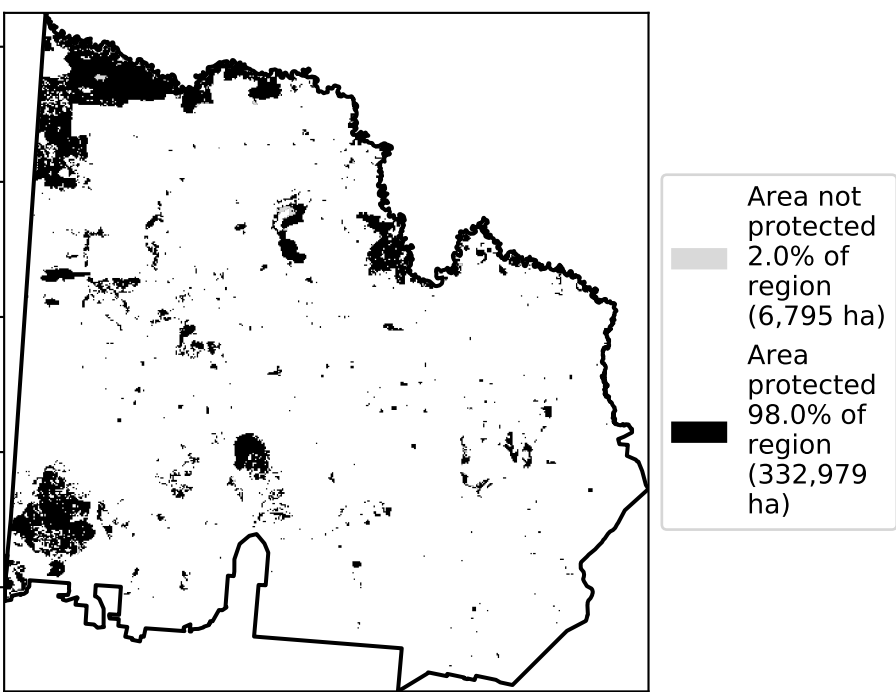 Area not
protected
2.0% of
region
(6,795 ha)
Area
protected
98.0% of
region
(332,979
ha)